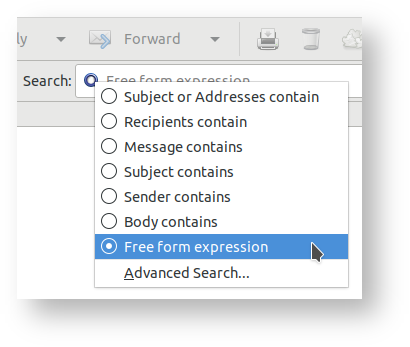 ly Forward
Search: Free form expression
Subject or Addresses contain
Recipients contain
Message contains
Subject contains
Sender contains
Body contains
Free form expression
Advanced Search...